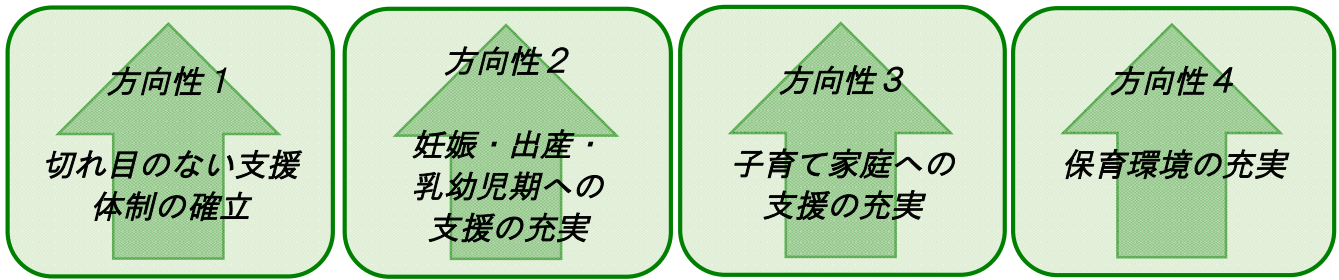 方向性１
切れ目のない支援
体制の確立
方向性２
妊娠・出産・
乳幼児期への
支援の充実
方向性３
子育て家庭への
支援の充実
方向性４
保育環境の充実